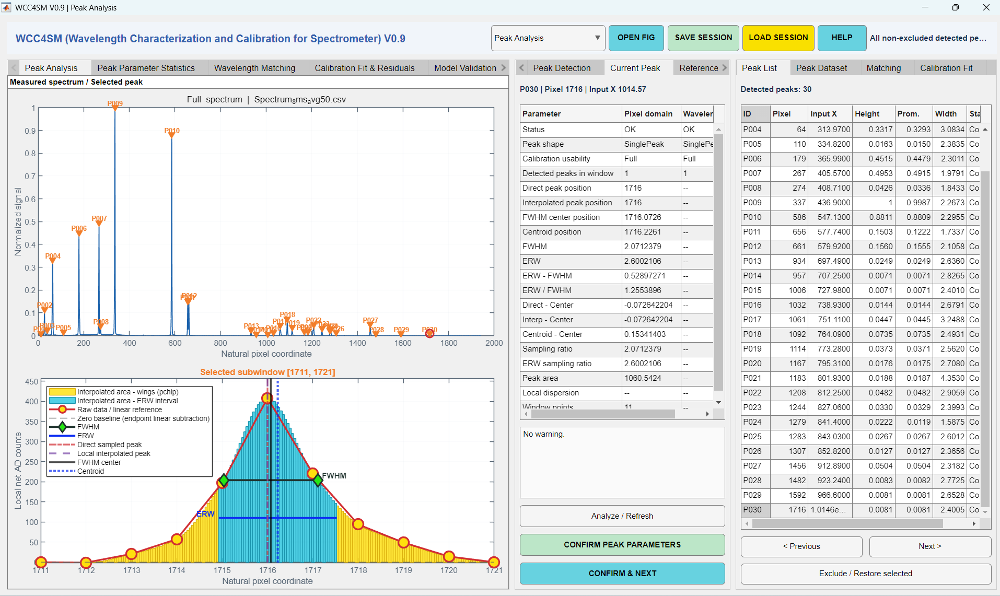 WCC4SM V0.9 | Peak Analysis
WCC4SM (Wavelength Characterization and Calibration for Spectrometer) V0.9
Peak Analysis
OPEN FIG
SAVE SESSION
LOAD SESSION
HELP
All non-excluded detected pe...
Peak Analysis
Peak Parameter Statistics
Wavelength Matching
Calibration Fit & Residuals
Model Validation
Measured spectrum / Selected peak
Full spectrum | Spectrum8msavg50.csv
Normalized signal
1
0.9
0.8
0.7
0.6
0.5
0.4
0.3
0.2
0.1
0
P002
P004
P005
P006
P007
P008
P009
P010
P012
P013
P018
P022
P027
P028
P029
P030
0 200 400 600 800 1000 1200 1400 1600 1800 2000
Natural pixel coordinate
Selected subwindow [1711, 1721]
Local net AD counts
450
400
350
300
250
200
150
100
50
Interpolated area - wings (pchip)
Interpolated area - ERW interval
Raw data / linear reference
Zero baseline (endpoint linear subtraction)
FWHM
ERW
Direct sampled peak
Local interpolated peak
FWHM center
Centroid
FWHM
ERW
1711 1712 1713 1714 1715 1716 1717 1718 1719 1720 1721
Natural pixel coordinate
Peak Detection
Current Peak
Reference
P030 | Pixel 1716 | Input X 1014.57
Parameter Pixel domain Wavelen
Status OK OK
Peak shape SinglePeak SinglePe
Calibration usability Full Full
Detected peaks in window 1 1
Direct peak position 1716 --
Interpolated peak position 1716 --
FWHM center position 1716.0726 --
Centroid position 1716.2261 --
FWHM 2.0712379 --
ERW 2.6002106 --
ERW - FWHM 0.52897271 --
ERW / FWHM 1.2553896 --
Direct - Center -0.072642204 --
Interp - Center -0.072642204 --
Centroid - Center 0.15341403 --
Sampling ratio 2.0712379 --
ERW sampling ratio 2.6002106 --
Peak area 1060.5424 --
Local dispersion -- --
Window points 11 --
No warning.
Analyze / Refresh
CONFIRM PEAK PARAMETERS
CONFIRM & NEXT
Peak List
Peak Dataset
Matching
Calibration Fit
Detected peaks: 30
ID Pixel Input X Height Prom. Width Sta
P004 64 313.9700 0.3317 0.3293 3.0834 Co
P005 110 334.8200 0.0163 0.0150 2.3835 Co
P006 179 365.9900 0.4515 0.4479 2.3011 Co
P007 267 405.5700 0.4953 0.4915 1.9791 Co
P008 274 408.7100 0.0426 0.0336 1.8433 Co
P009 337 436.9000 1 0.9987 2.2673 Co
P010 586 547.1300 0.8811 0.8809 2.2955 Co
P011 656 577.7400 0.1503 0.1222 1.7337 Co
P012 661 579.9200 0.1560 0.1555 2.1058 Co
P013 934 697.4900 0.0249 0.0249 2.6360 Co
P014 957 707.2500 0.0071 0.0071 2.8265 Co
P015 1006 727.9800 0.0071 0.0071 2.4010 Co
P016 1032 738.9300 0.0144 0.0144 2.6791 Co
P017 1061 751.1100 0.0447 0.0445 3.2488 Co
P018 1092 764.0900 0.0735 0.0735 2.4931 Co
P019 1114 773.2800 0.0373 0.0371 2.5620 Co
P020 1167 795.3100 0.0176 0.0175 2.7080 Co
P021 1183 801.9300 0.0188 0.0187 4.3530 Co
P022 1208 812.2500 0.0482 0.0482 2.9059 Co
P023 1244 827.0600 0.0330 0.0329 2.3993 Co
P024 1279 841.4000 0.0222 0.0119 1.5875 Co
P025 1283 843.0300 0.0267 0.0267 2.6012 Co
P026 1307 852.8200 0.0127 0.0127 2.3656 Co
P027 1456 912.8900 0.0504 0.0504 2.3182 Co
P028 1482 923.2400 0.0083 0.0082 2.7725 Co
P029 1592 966.6000 0.0081 0.0081 2.6528 Co
P030 1716 1.0146e... 0.0081 0.0081 2.4005 Co
< Previous
Next >
Exclude / Restore selected